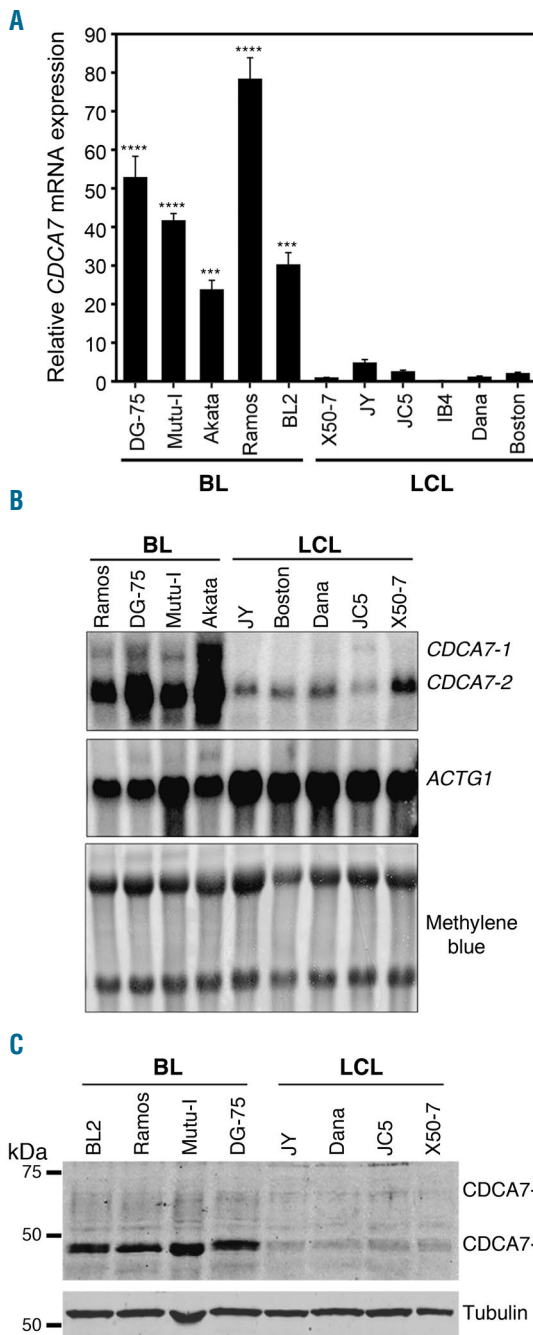 A
Relative CDCA7 mRNA expression
90
80
70
60
50
40
30
20
10
0
**** **** *** **** ***
DG-75 Mutu-I Akata Ramos BL2 X50-7 JY JC5 IB4 Dana Boston
BL LCL
B
BL LCL
Ramos DG-75 Mutu-I Akata JY Boston Dana JC5 X50-7
CDCA7-1
CDCA7-2
ACTG1
Methylene
blue
C
BL LCL
BL2 Ramos Mutu-I DG-75 JY Dana JC5 X50-7
kDa
75
CDCA7-
50
CDCA7-
Tubulin
50